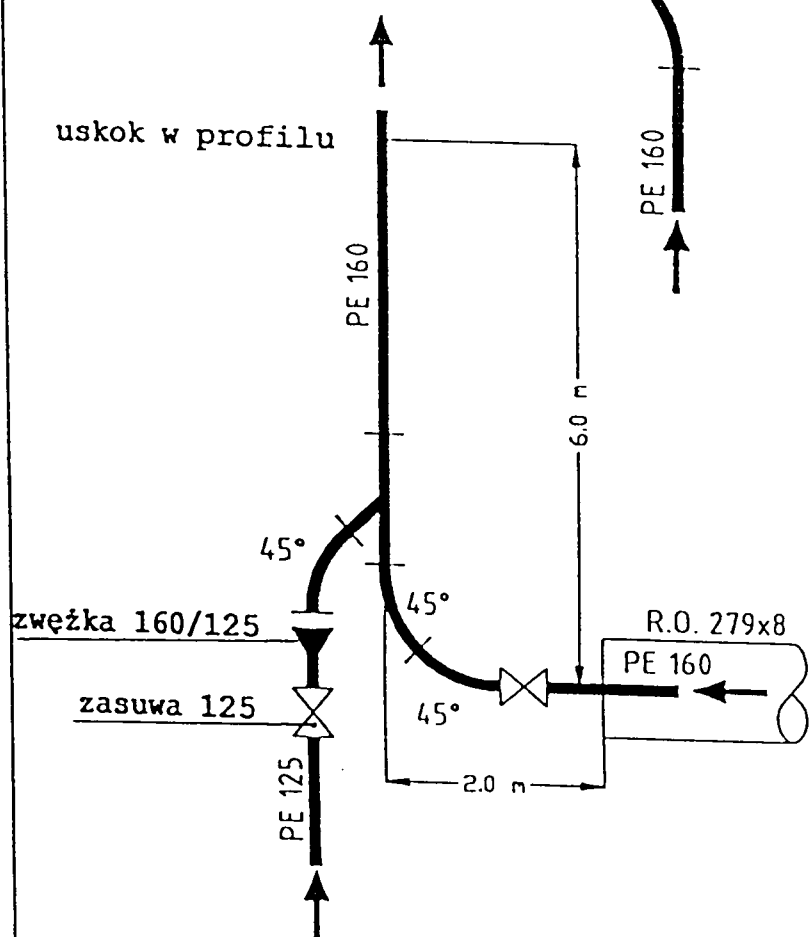 uskok w profilu
PE 160
PE 160
6.0 m
45°
zwężka 160/125
45°
R.O. 279x8
PE 160
zasuwa 125
45°
2.0 m
PE 125